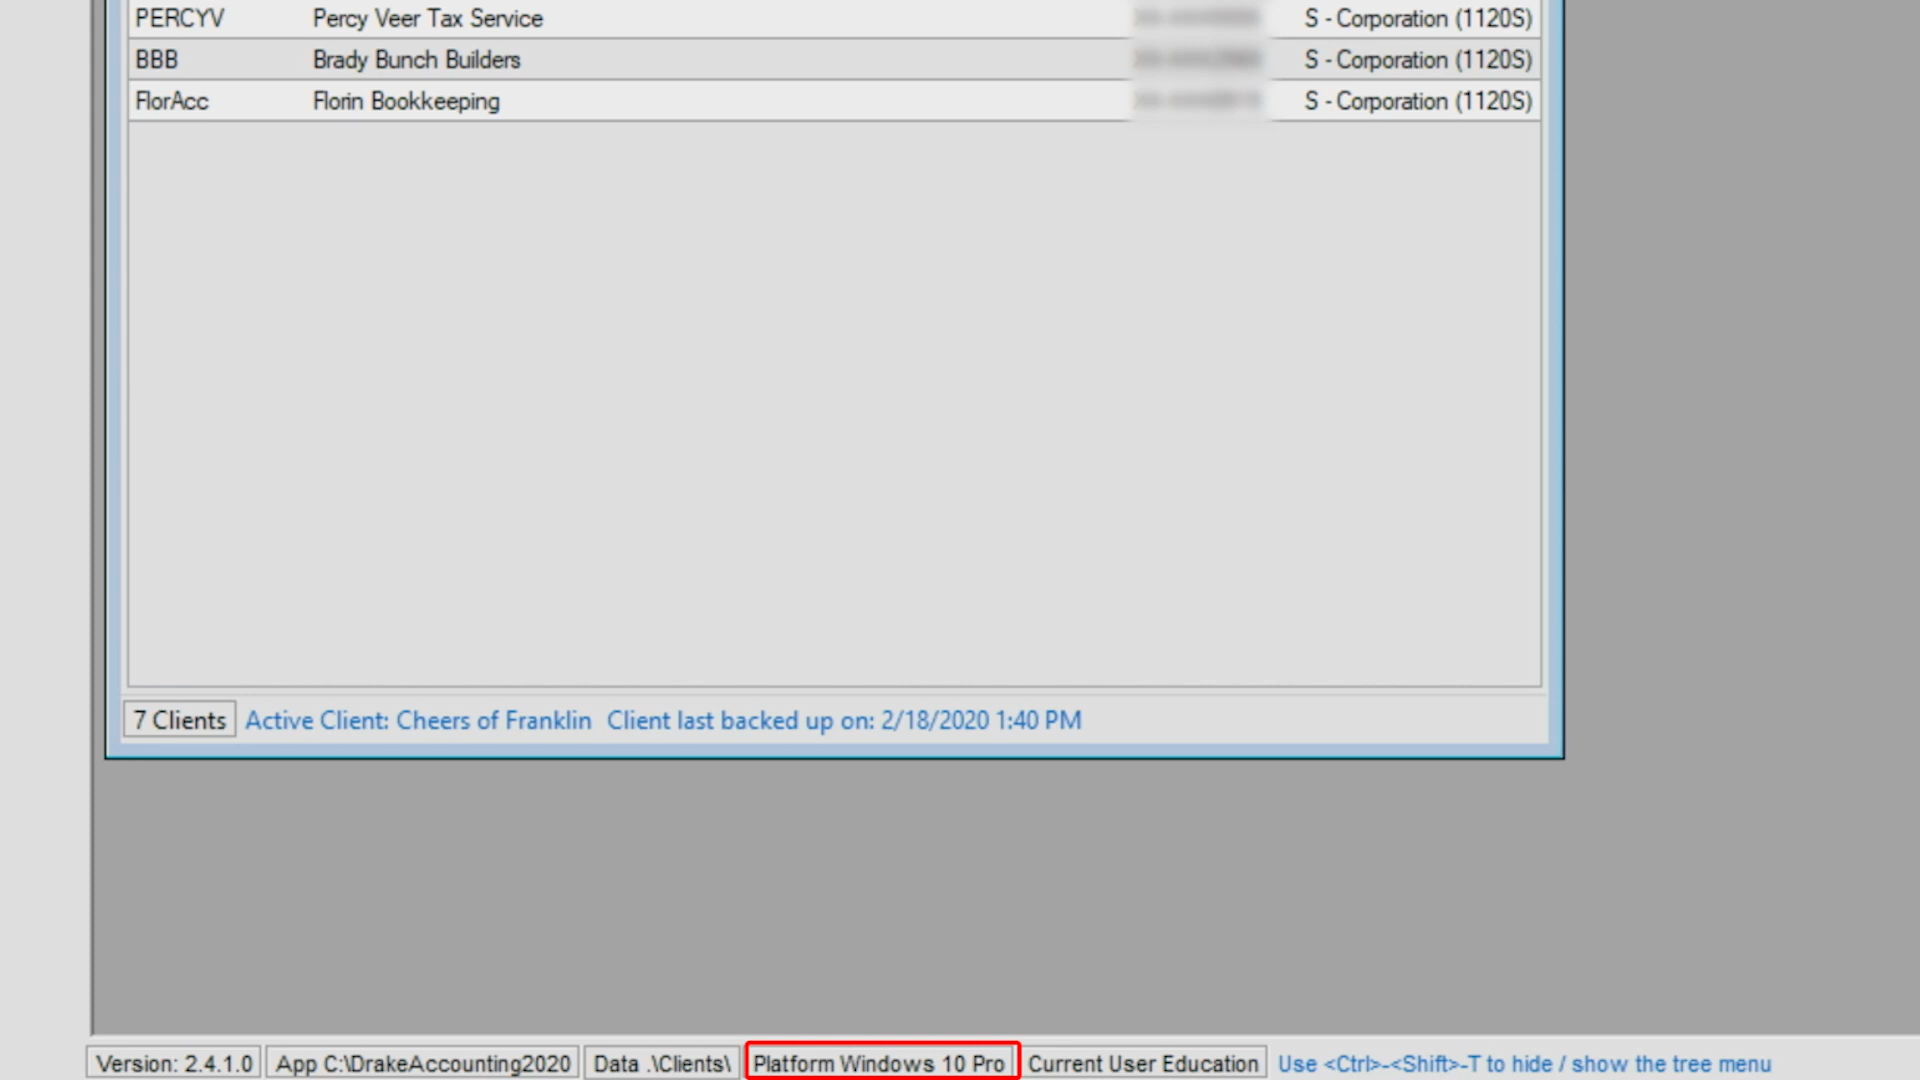 PERCYV Percy Veer Tax Service S - Corporation (1120S)
BBB Brady Bunch Builders S - Corporation (1120S)
FlorAcc Florin Bookkeeping S - Corporation (1120S)
7 Clients Active Client: Cheers of Franklin Client last backed up on: 2/18/2020 1:40 PM
Version: 2.4.1.0 App C:\DrakeAccounting2020 Data .\Clients\ Platform Windows 10 Pro Current User Education Use <Ctrl>-<Shift>-T to hide / show the tree menu